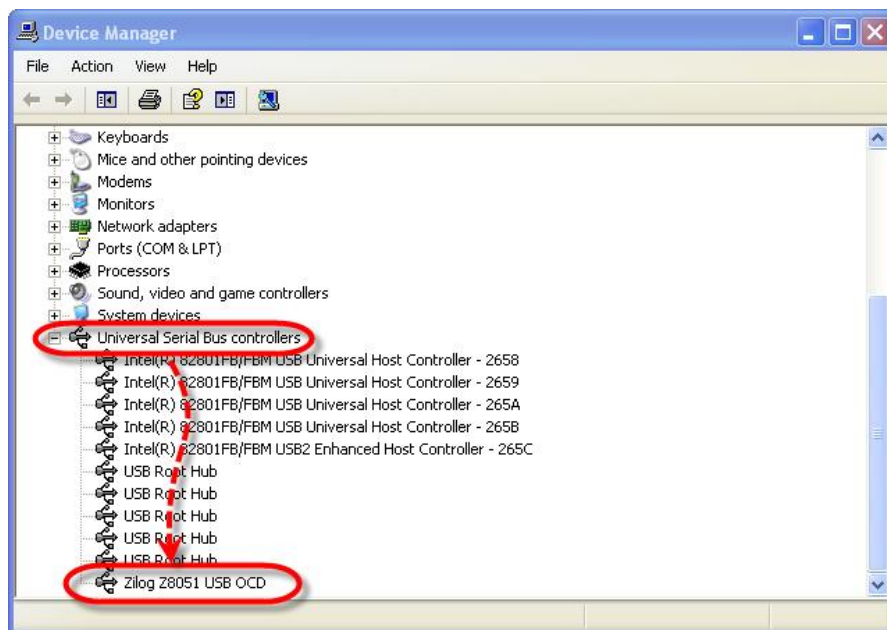 Device Manager
File Action View Help
Keyboards
Mice and other pointing devices
Modems
Monitors
Network adapters
Ports (COM & LPT)
Processors
Sound, video and game controllers
System devices
Universal Serial Bus controllers
Intel(R) 82801FB/FBM USB Universal Host Controller - 2658
Intel(R) 82801FB/FBM USB Universal Host Controller - 2659
Intel(R) 82801FB/FBM USB Universal Host Controller - 265A
Intel(R) 82801FB/FBM USB Universal Host Controller - 265B
Intel(R) 82801FB/FBM USB2 Enhanced Host Controller - 265C
USB Root Hub
USB Root Hub
USB Root Hub
USB Root Hub
USB Root Hub
Zilog Z8051 USB OCD